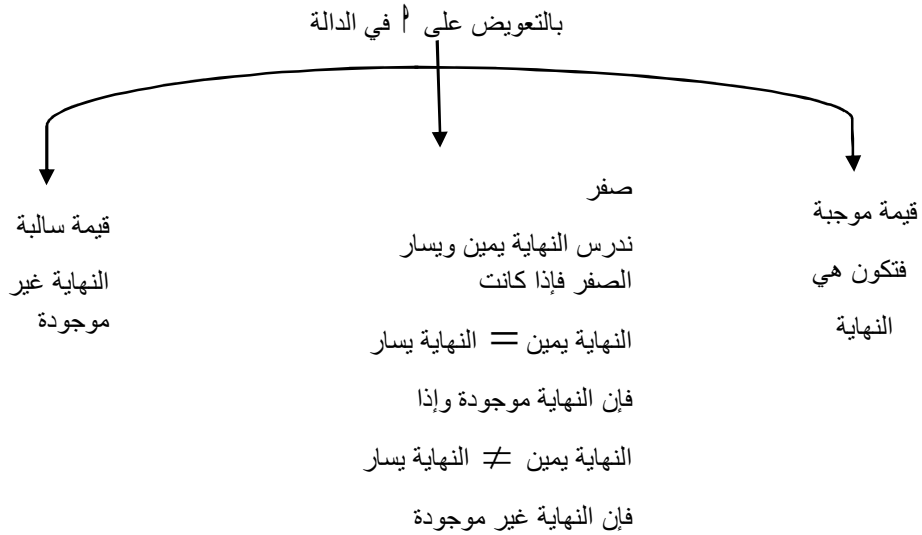 بالتعويض على أ في الدالة
قيمة موجبة
فتكون هي
النهاية
صفر
ندرس النهاية يمين ويسار
الصفر فإذا كانت
النهاية يمين = النهاية يسار
فإن النهاية موجودة وإذا
النهاية يمين ≠ النهاية يسار
فإن النهاية غير موجودة
قيمة سالبة
النهاية غير
موجودة